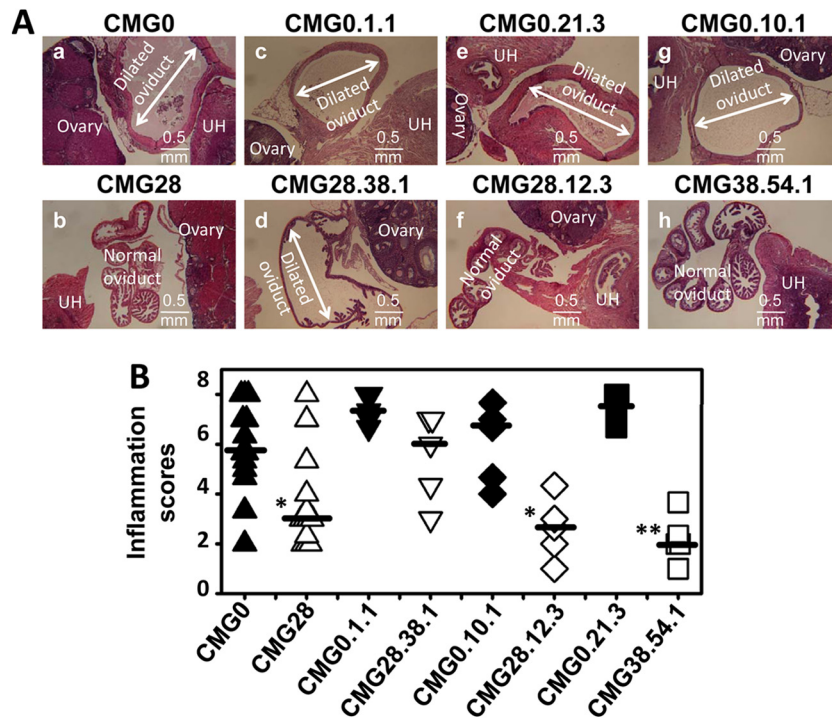 A
CMG0 CMG0.1.1 CMG0.21.3 CMG0.10.1
a
Dilated oviduct
Ovary
UH
0.5 mm
c
Dilated oviduct
Ovary
UH
0.5 mm
e
UH
Dilated oviduct
Ovary
0.5 mm
g
Ovary
UH
Dilated oviduct
0.5 mm
CMG28 CMG28.38.1 CMG28.12.3 CMG38.54.1
b
Ovary
Normal oviduct
UH
0.5 mm
d
Ovary
Dilated oviduct
0.5 mm
f
Ovary
Normal oviduct
UH
0.5 mm
h
Normal oviduct
UH
0.5 mm
B
Inflammation scores
8
6
4
2
0
*
*
**
CMG0
CMG28
CMG0.1.1
CMG28.38.1
CMG0.10.1
CMG28.12.3
CMG0.21.3
CMG38.54.1